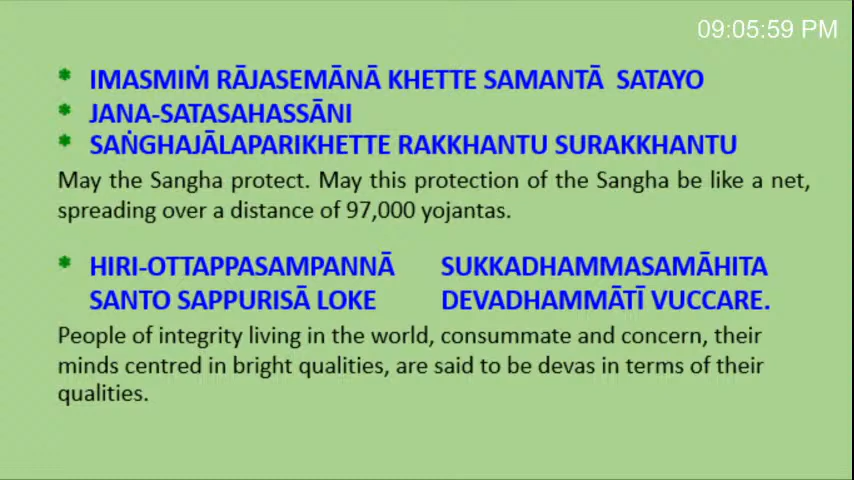 09:05:59 PM
* IMASMIṀ RĀJASEMĀNĀ KHETTE SAMANTĀ SATAYO
* JANA-SATASAHASSĀNI
* SAṄGHAJĀLAPARIKHETTE RAKKHANTU SURAKKHANTU
May the Sangha protect. May this protection of the Sangha be like a net,
spreading over a distance of 97,000 yojantas.
* HIRI-OTTAPPASAMPANNĀ SUKKADHAMMASAMĀHITA
SANTO SAPPURISĀ LOKE DEVADHAMMĀTĪ VUCCARE.
People of integrity living in the world, consummate and concern, their
minds centred in bright qualities, are said to be devas in terms of their
qualities.